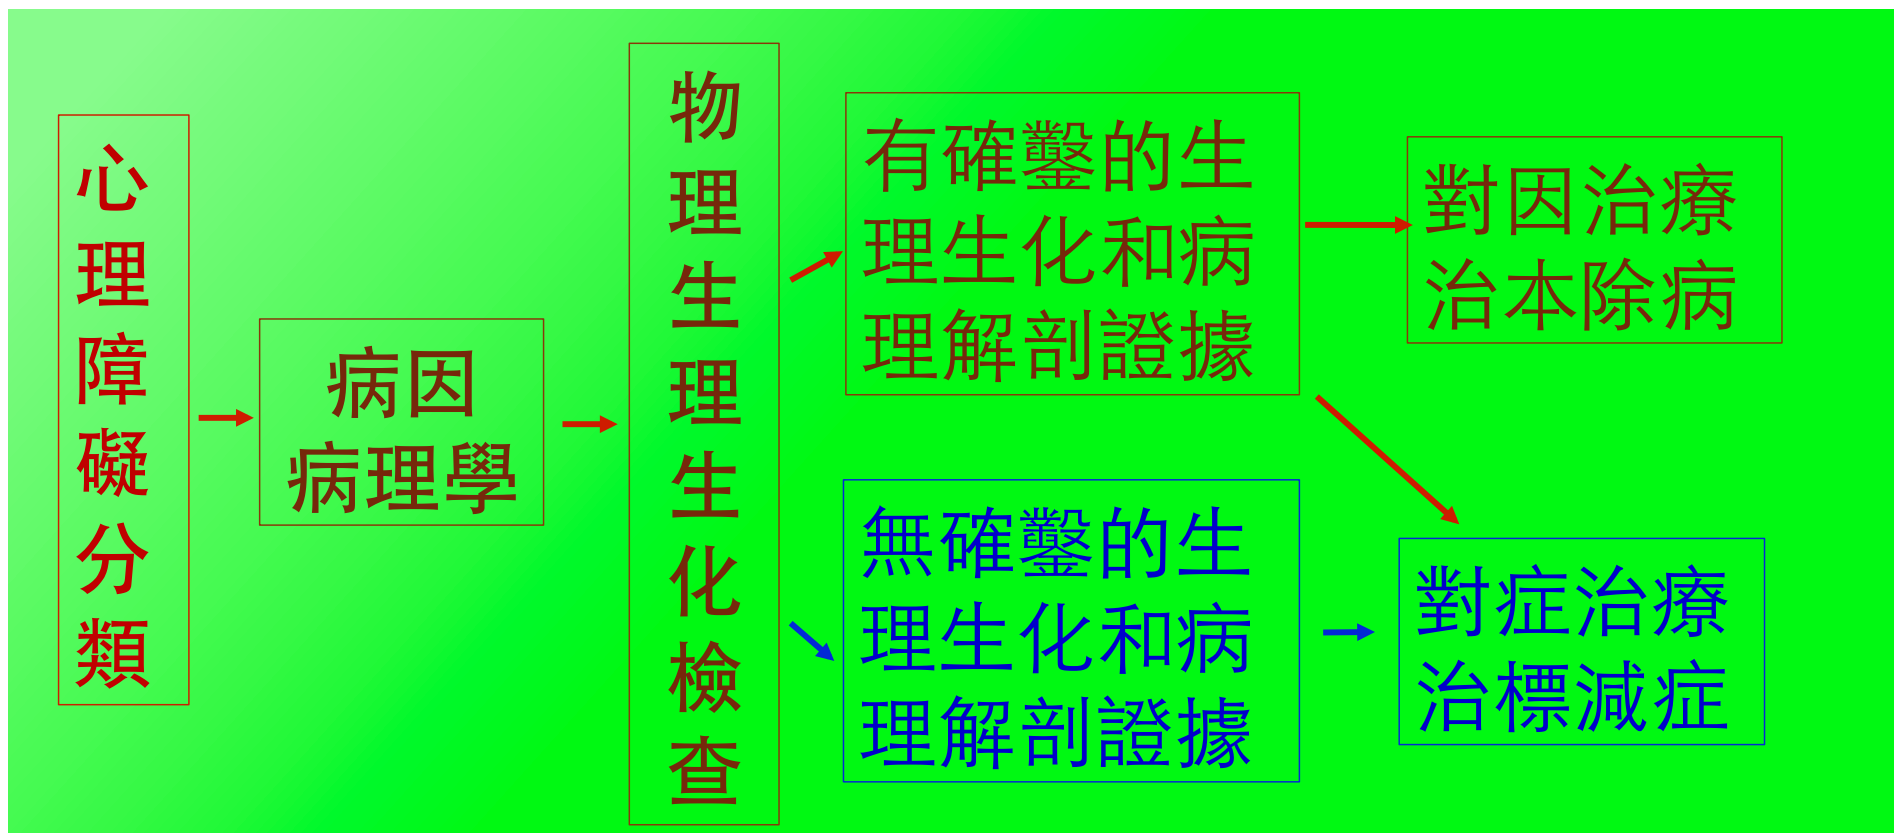 心理障礙分類
病因
病理學
物理生理生化檢查
有確鑿的生
理生化和病
理解剖證據
對因治療
治本除病
無確鑿的生
理生化和病
理解剖證據
對症治療
治標減症